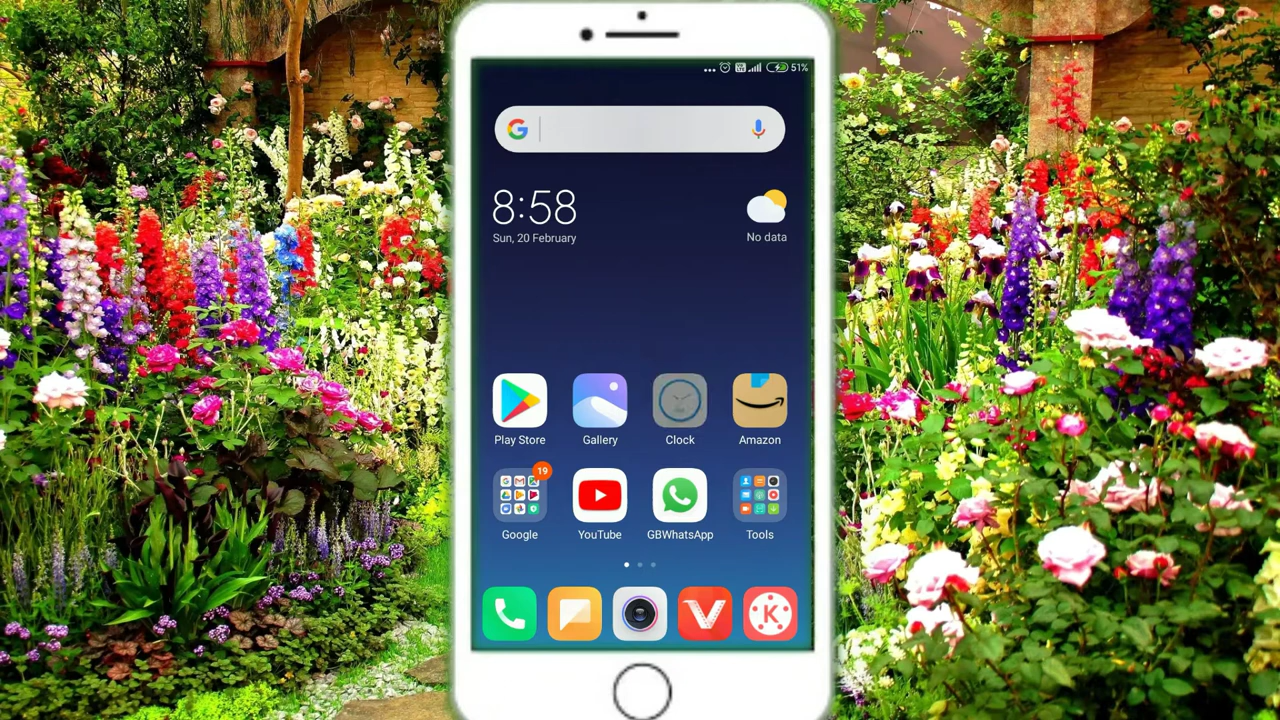 51%
8:58
Sun, 20 February
No data
Play Store
Gallery
Clock
Amazon
19
Google
YouTube
GBWhatsApp
Tools